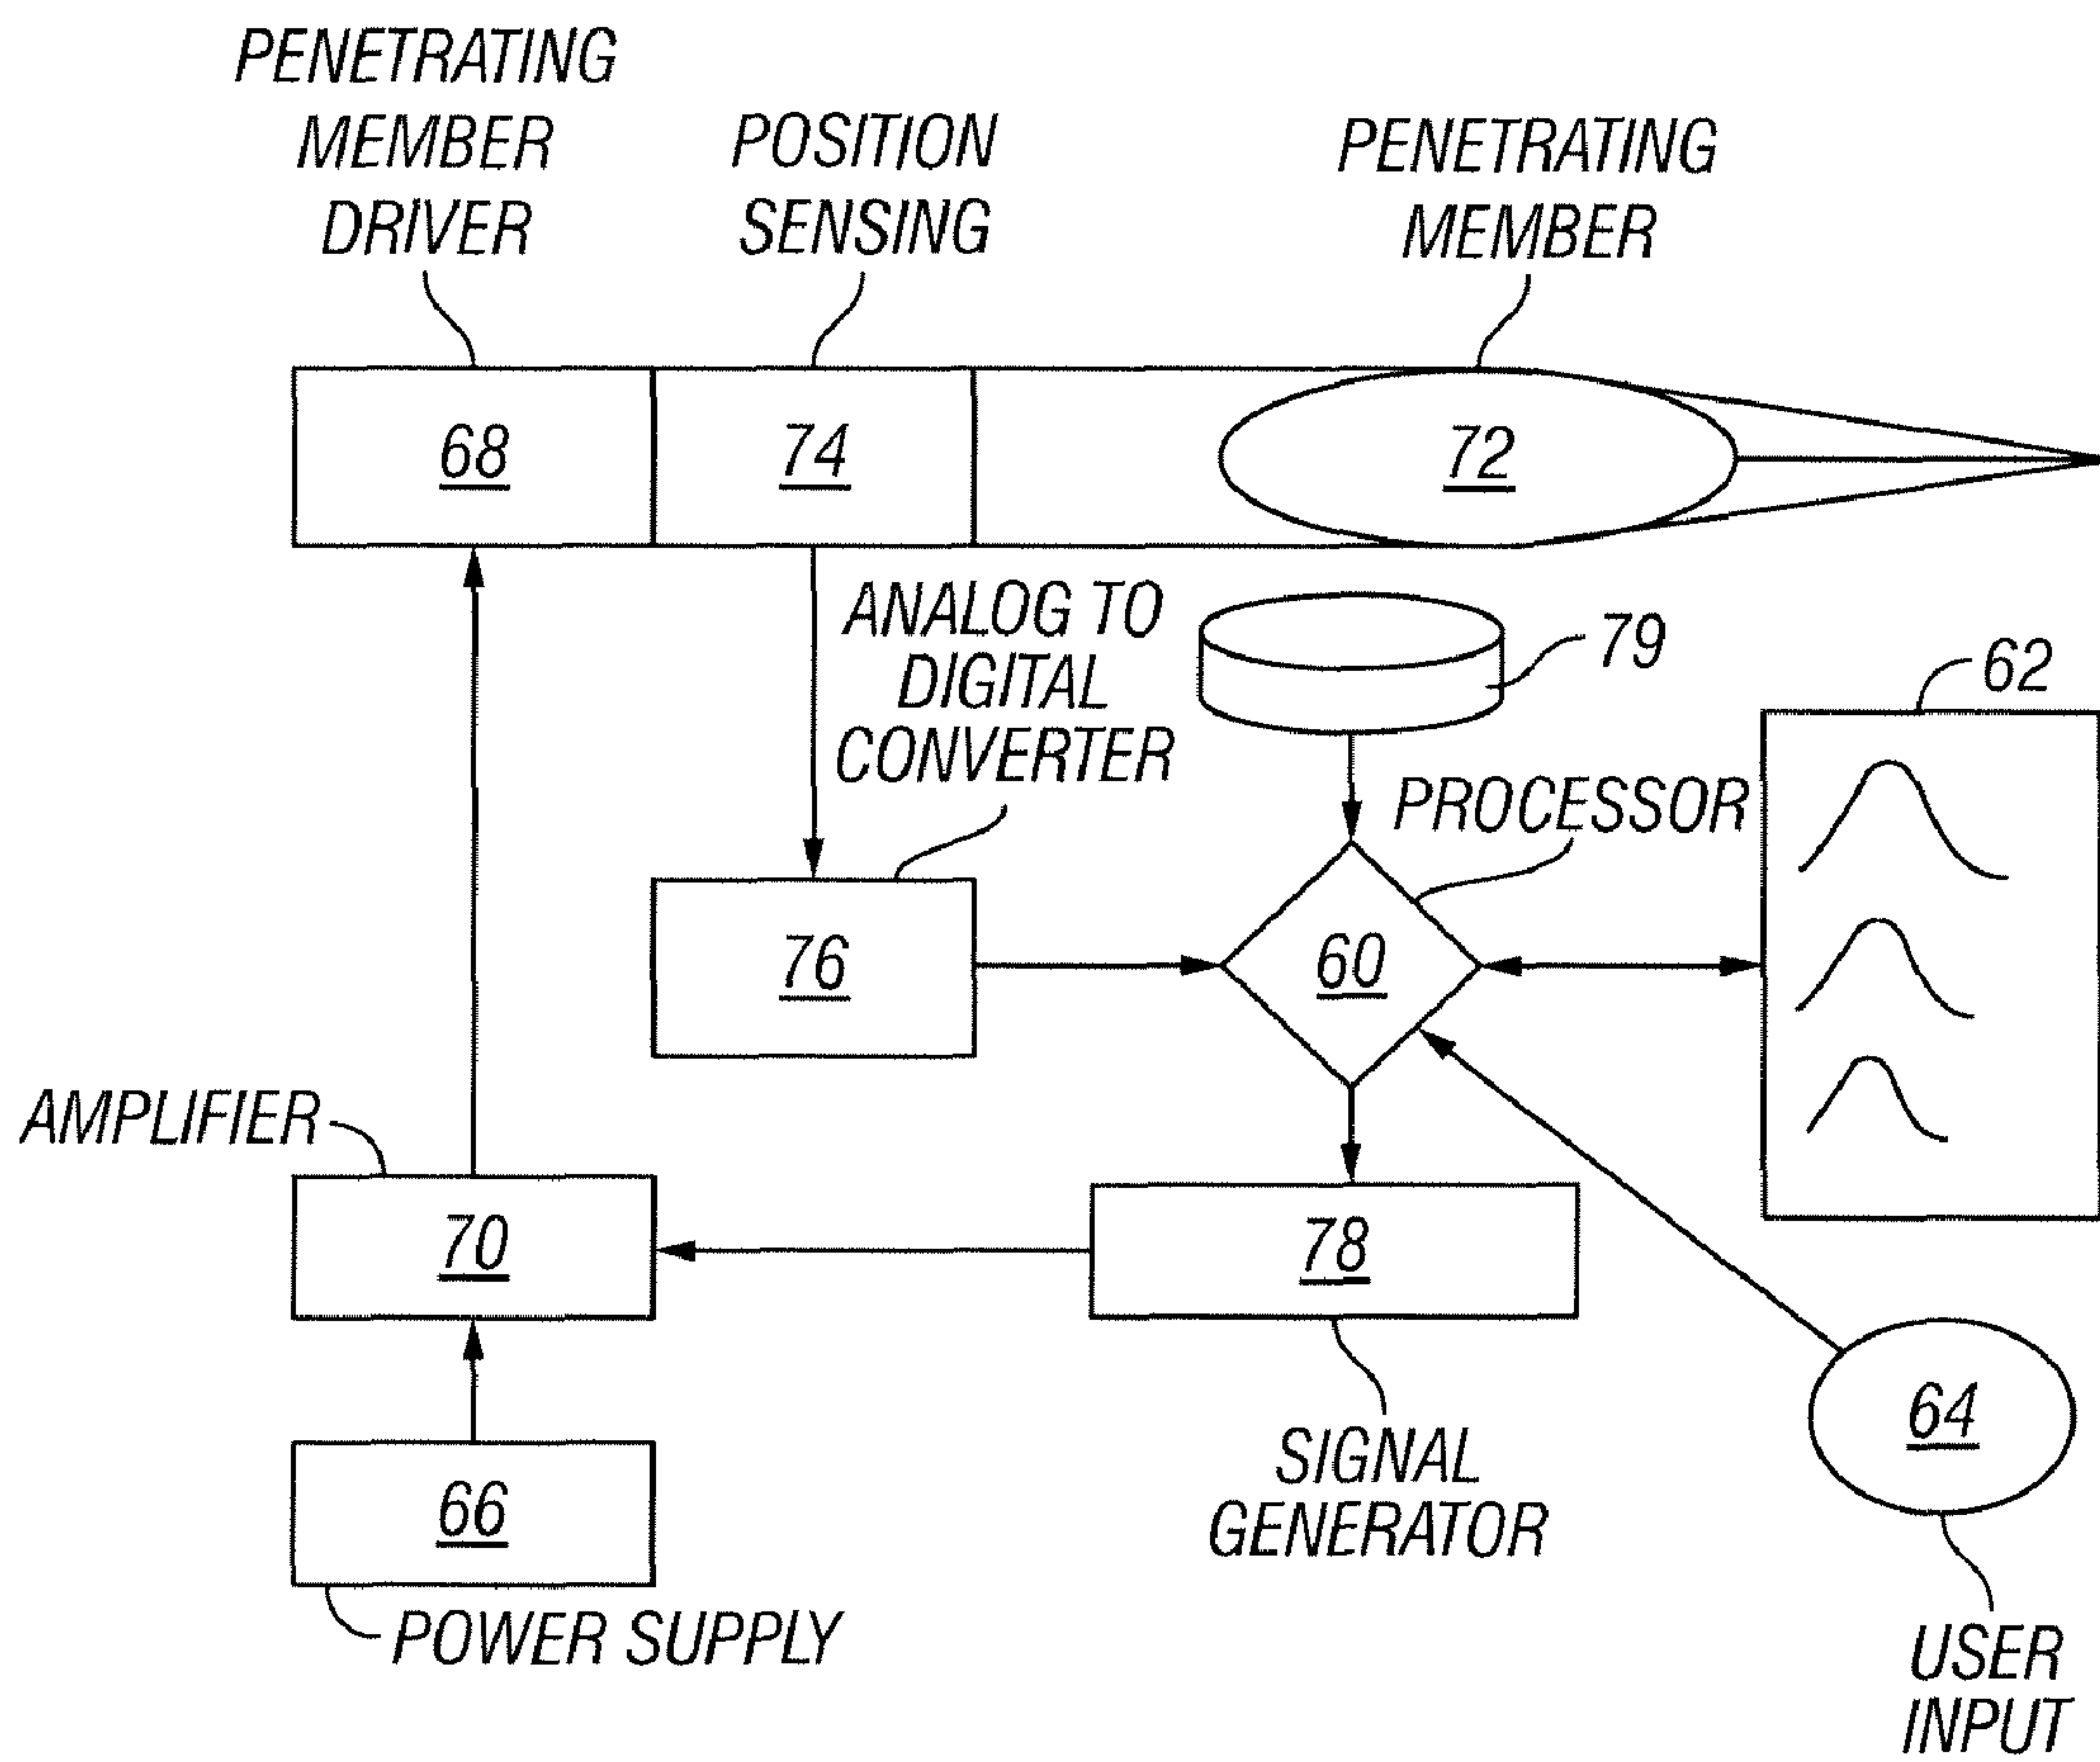 PENETRATING
MEMBER
DRIVER
POSITION
SENSING
PENETRATING
MEMBER
68
74
72
ANALOG TO
DIGITAL
CONVERTER
79
62
PROCESSOR
76
60
AMPLIFIER
70
78
64
SIGNAL
GENERATOR
66
POWER SUPPLY
USER
INPUT